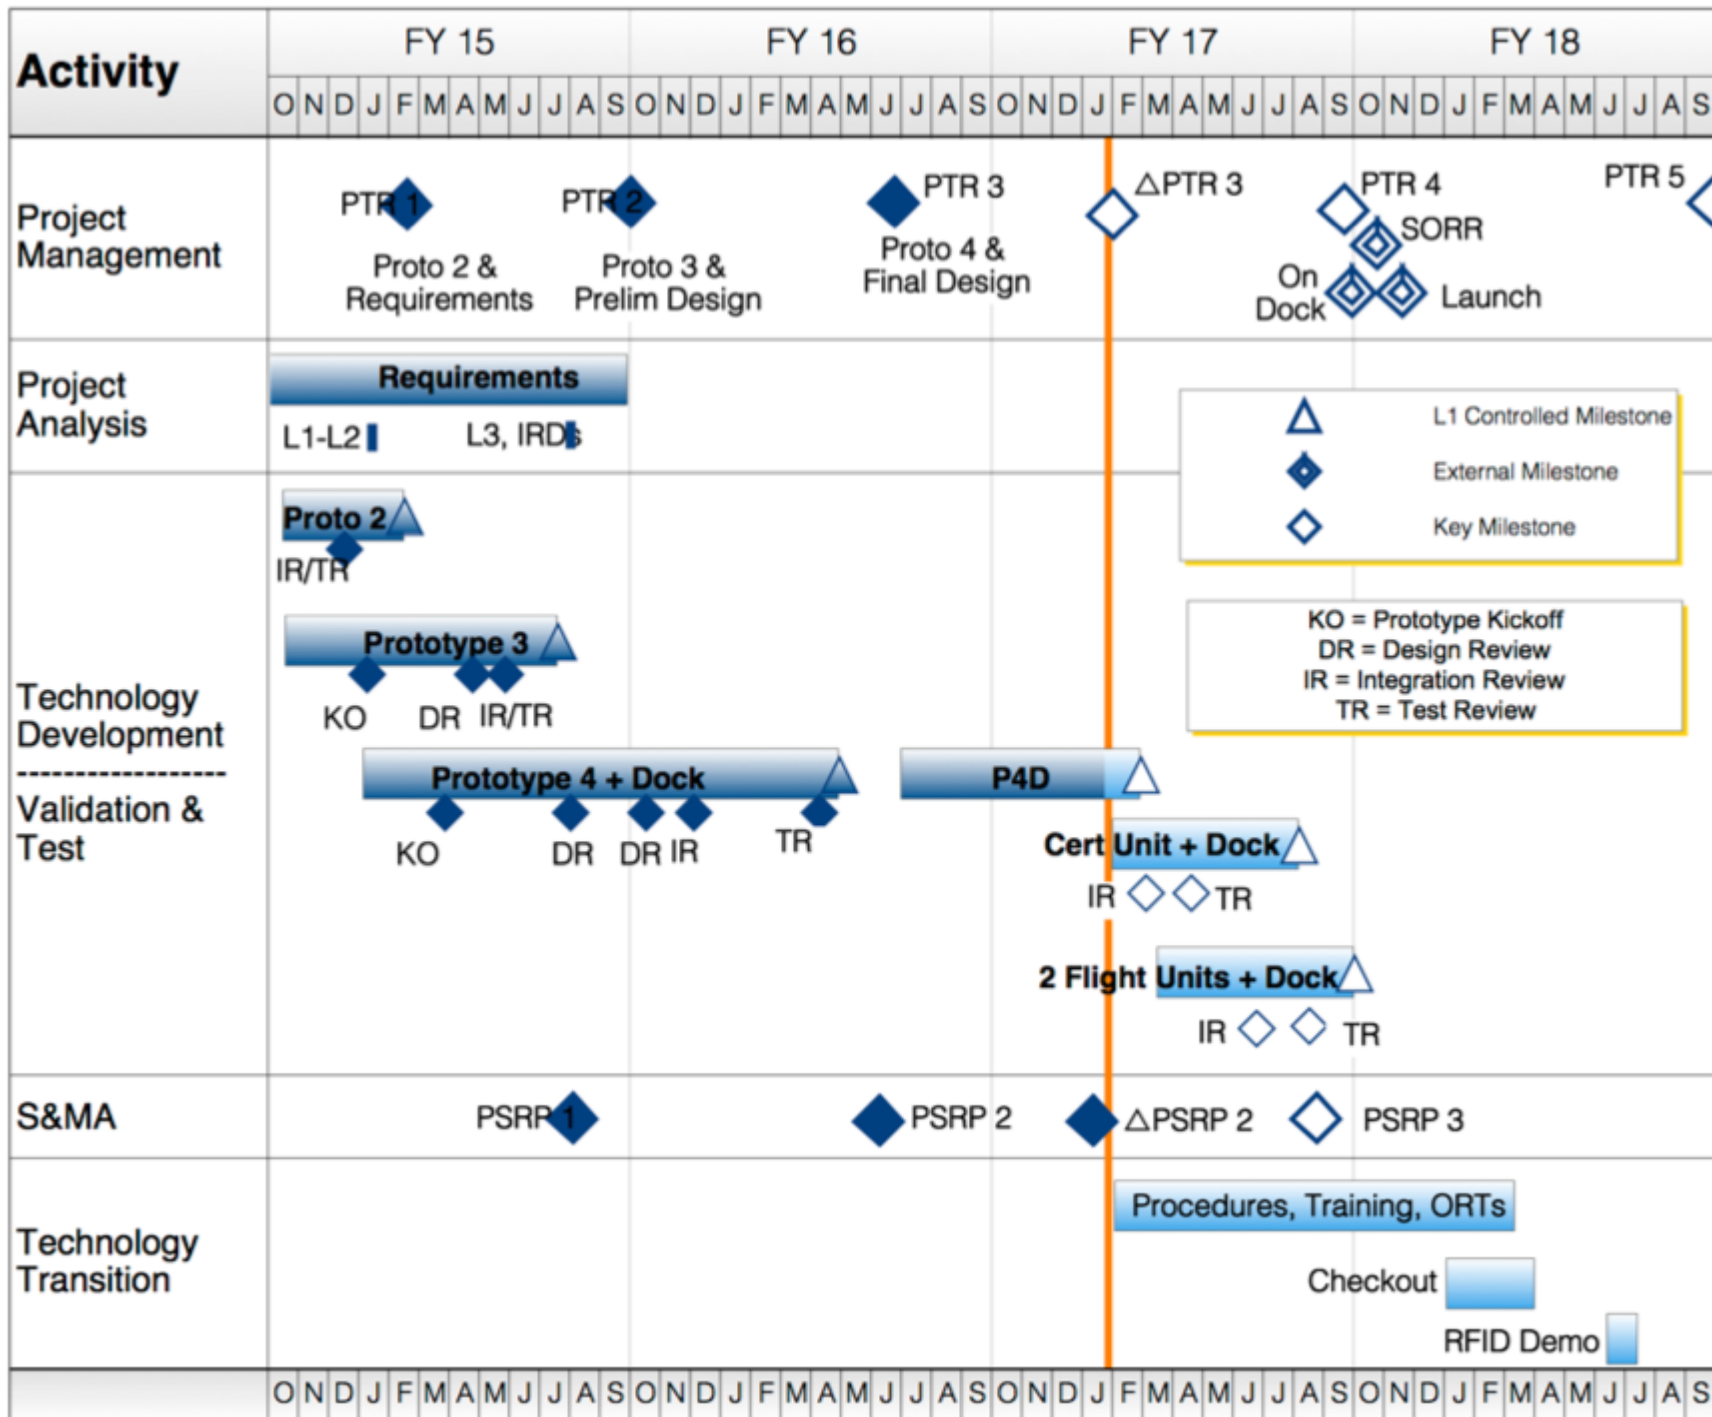 Activity
FY 15 FY 16 FY 17 FY 18
O N D J F M A M J J A S O N D J F M A M J J A S O N D J F M A M J J A S O N D J F M A M J J A S
Project
Management
PTR 1
Proto 2 &
Requirements
PTR 2
Proto 3 &
Prelim Design
PTR 3
Proto 4 &
Final Design
△PTR 3
PTR 4
SORR
On
Dock
Launch
PTR 5
Project
Analysis
Requirements
L1-L2
L3, IRDs
L1 Controlled Milestone
External Milestone
Key Milestone
KO = Prototype Kickoff
DR = Design Review
IR = Integration Review
TR = Test Review
Technology
Development
------------------
Validation &
Test
Proto 2
IR/TR
Prototype 3
KO DR IR/TR
Prototype 4 + Dock
KO DR DR IR TR
P4D
Cert Unit + Dock
IR TR
2 Flight Units + Dock
IR TR
S&MA
PSRP 1
PSRP 2
△PSRP 2
PSRP 3
Technology
Transition
Procedures, Training, ORTs
Checkout
RFID Demo
O N D J F M A M J J A S O N D J F M A M J J A S O N D J F M A M J J A S O N D J F M A M J J A S